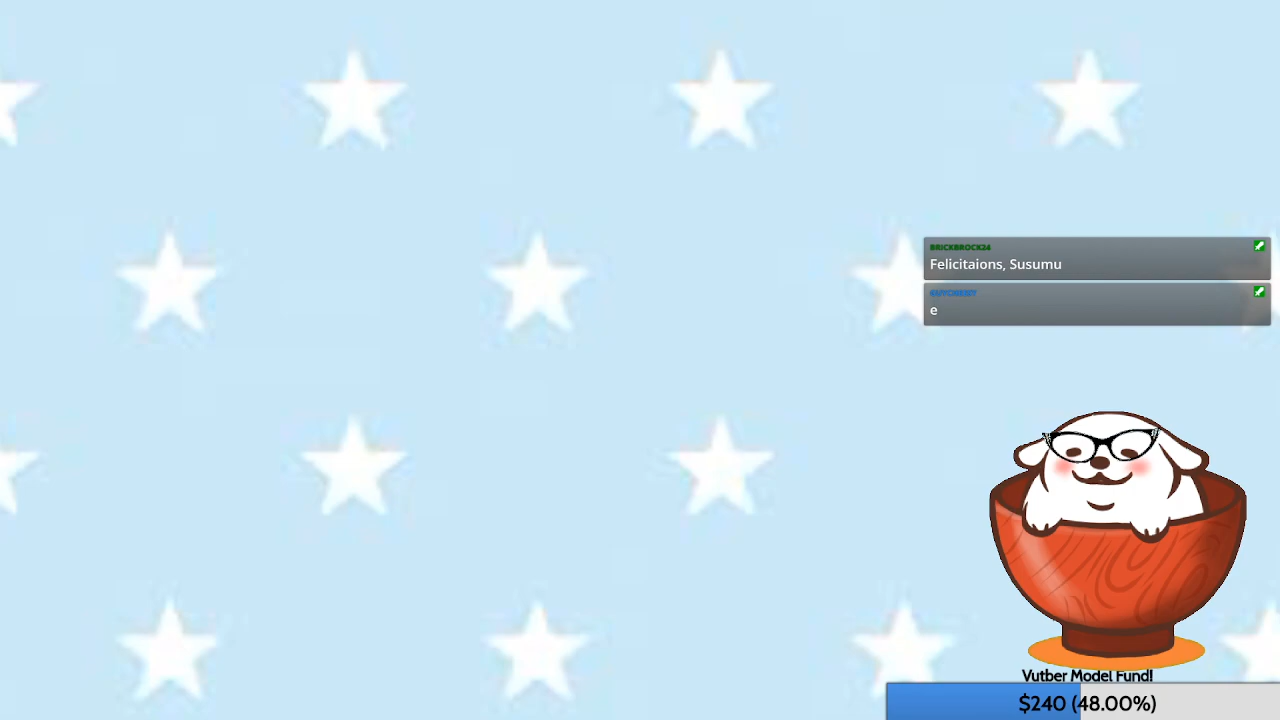 BRICKBROCK24
Felicitaions, Susumu
e
Vutber Model Fund!
$240 (48.00%)